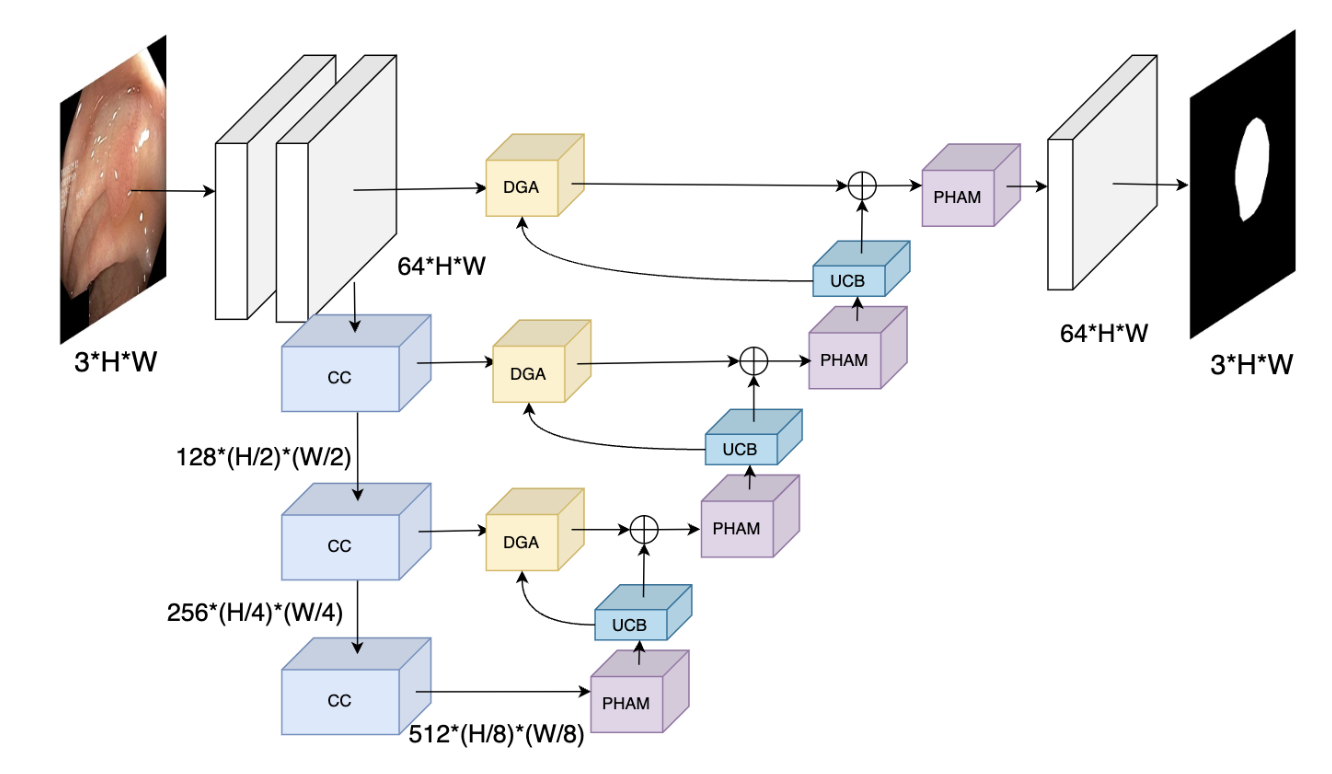 DGA
PHAM
UCB
64*H*W
3*H*W
64*H*W
3*H*W
CC
DGA
PHAM
UCB
128*(H/2)*(W/2)
CC
DGA
PHAM
UCB
256*(H/4)*(W/4)
CC
PHAM
512*(H/8)*(W/8)